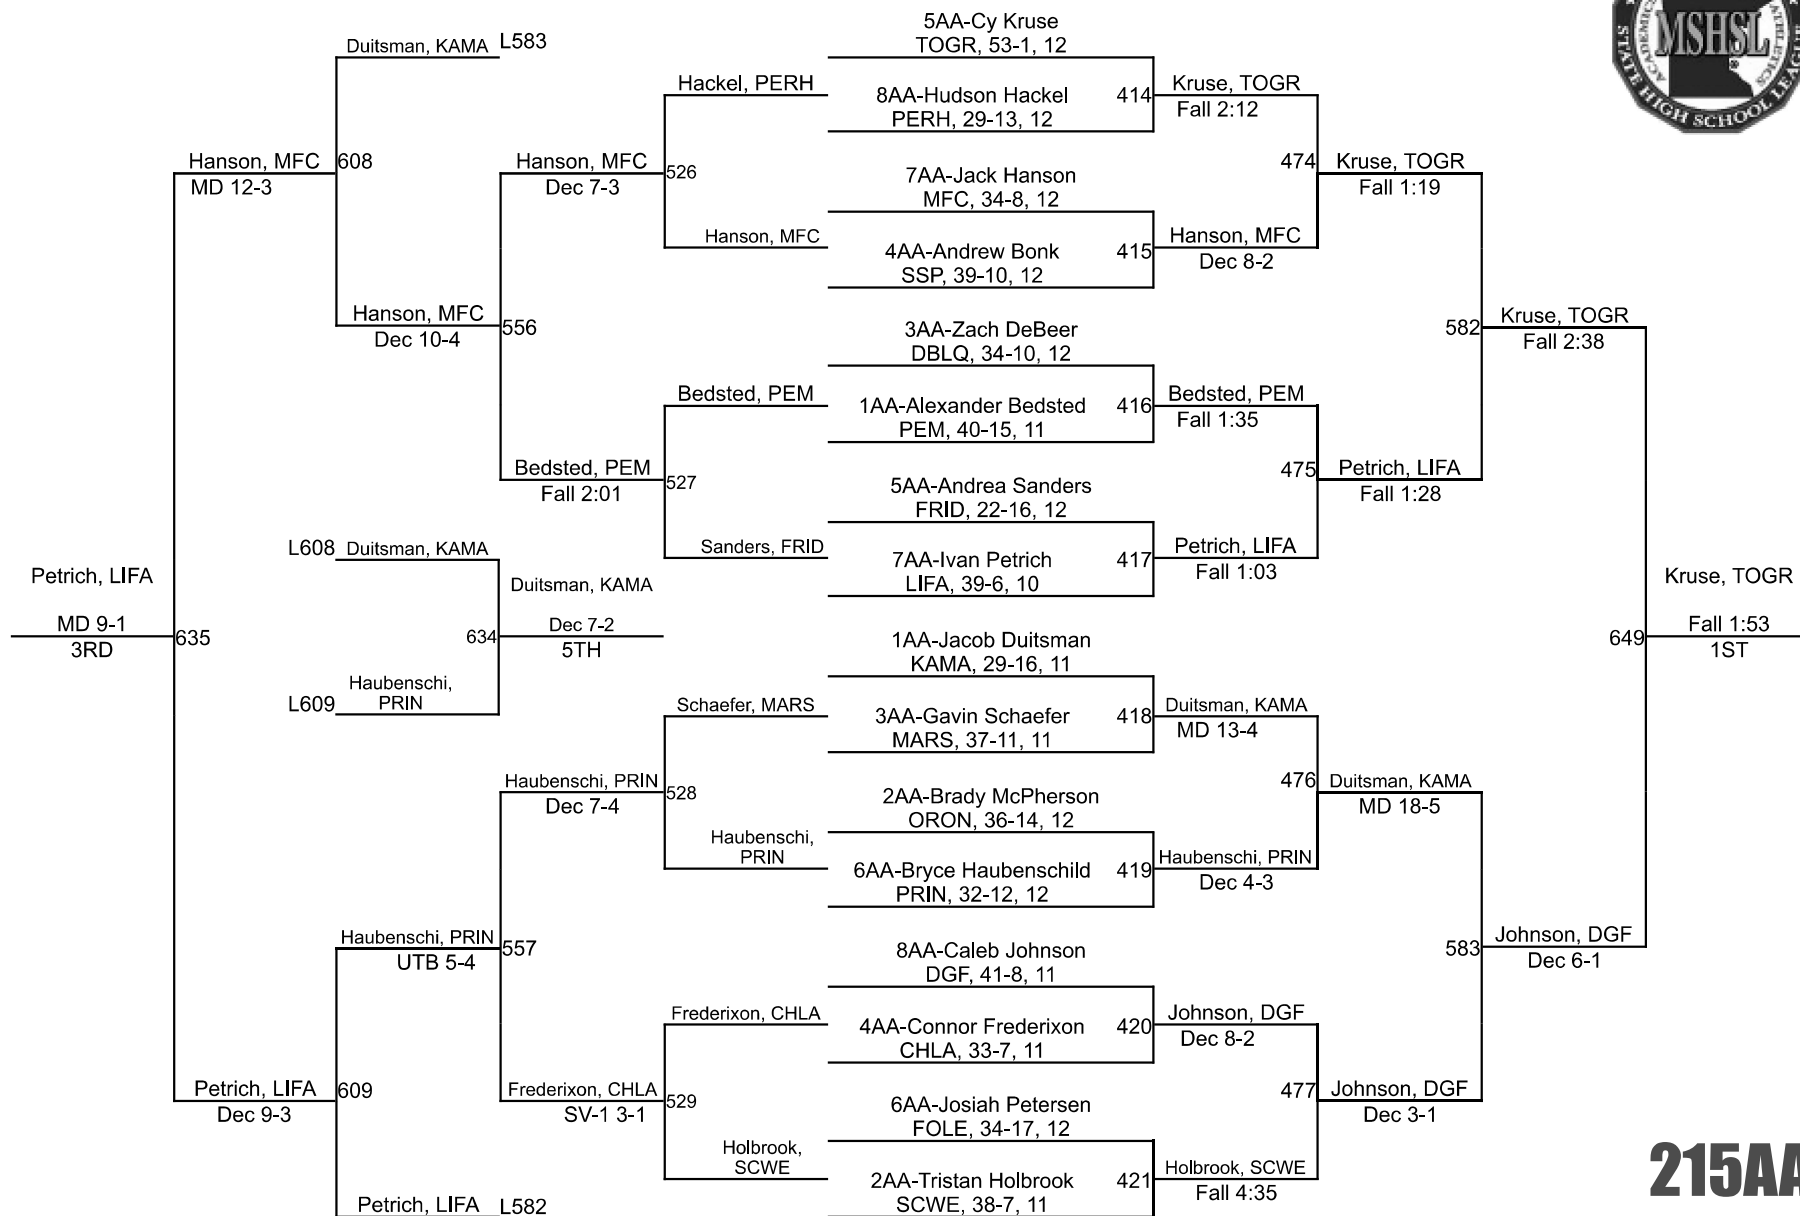 Duitsman, KAMA L583
Hanson, MFC 608
MD 12-3
Hanson, MFC 556
Dec 10-4
Hackel, PERH
Hanson, MFC 526
Dec 7-3
Hanson, MFC
Bedsted, PEM
Bedsted, PEM 527
Fall 2:01
Sanders, FRID
L608 Duitsman, KAMA
Petrich, LIFA
MD 9-1 635
3RD
Duitsman, KAMA
634 Dec 7-2
5TH
L609 Haubenschi,
PRIN
Schaefer, MARS
Haubenschi, PRIN 528
Dec 7-4
Haubenschi,
PRIN
Haubenschi, PRIN 557
UTB 5-4
Frederixon, CHLA
Petrich, LIFA 609
Dec 9-3
Frederixon, CHLA 529
SV-1 3-1
Holbrook,
SCWE
Petrich, LIFA L582
5AA-Cy Kruse
TOGR, 53-1, 12
8AA-Hudson Hackel 414
PERH, 29-13, 12
7AA-Jack Hanson
MFC, 34-8, 12
4AA-Andrew Bonk 415
SSP, 39-10, 12
3AA-Zach DeBeer
DBLQ, 34-10, 12
1AA-Alexander Bedsted 416
PEM, 40-15, 11
5AA-Andrea Sanders
FRID, 22-16, 12
7AA-Ivan Petrich 417
LIFA, 39-6, 10
1AA-Jacob Duitsman
KAMA, 29-16, 11
3AA-Gavin Schaefer 418
MARS, 37-11, 11
2AA-Brady McPherson
ORON, 36-14, 12
6AA-Bryce Haubenschild 419
PRIN, 32-12, 12
8AA-Caleb Johnson
DGF, 41-8, 11
4AA-Connor Frederixon 420
CHLA, 33-7, 11
6AA-Josiah Petersen
FOLE, 34-17, 12
2AA-Tristan Holbrook 421
SCWE, 38-7, 11
Kruse, TOGR
Fall 2:12
474 Kruse, TOGR
Fall 1:19
Hanson, MFC
Dec 8-2
582 Kruse, TOGR
Fall 2:38
Bedsted, PEM
Fall 1:35
475 Petrich, LIFA
Fall 1:28
Petrich, LIFA
Fall 1:03
Kruse, TOGR
649 Fall 1:53
1ST
Duitsman, KAMA
MD 13-4
476 Duitsman, KAMA
MD 18-5
Haubenschi, PRIN
Dec 4-3
583 Johnson, DGF
Dec 6-1
Johnson, DGF
Dec 8-2
477 Johnson, DGF
Dec 3-1
Holbrook, SCWE
Fall 4:35
MSHSL
STATE HIGH SCHOOL LEAGUE
215AA